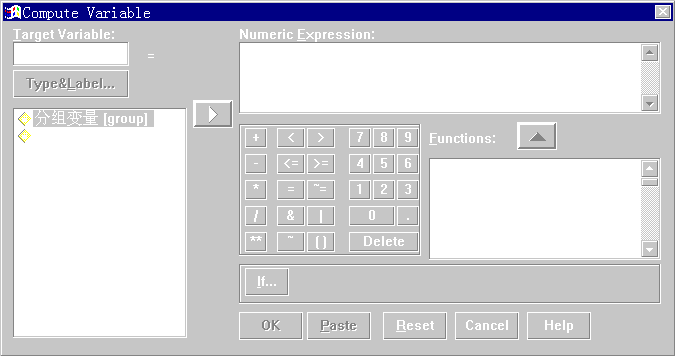 Compute Variable
Target Variable:
=
Type&Label...
分组变量 [group]
Numeric Expression:
+ < > 7 8 9
- <= >= 4 5 6
* = ~= 1 2 3
/ & | 0 .
** ~ ( ) Delete
Functions:
If...
OK Paste Reset Cancel Help